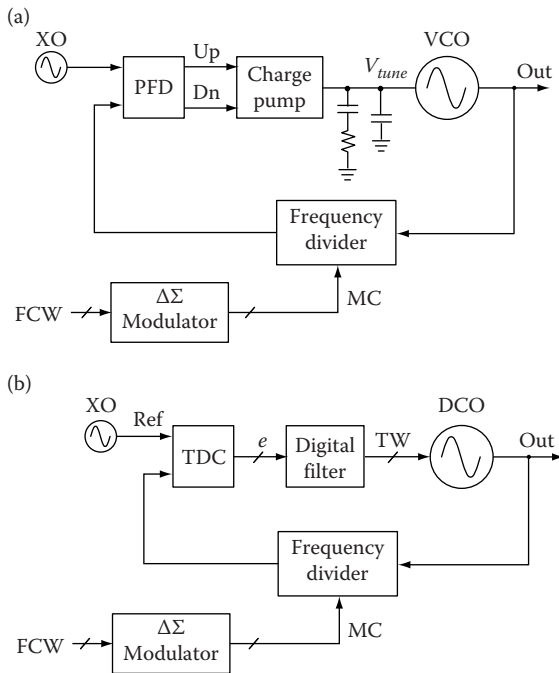 (a)
XO
VCO
Up
V_tune
Out
PFD
Charge
pump
Dn
Frequency
divider
MC
FCW
ΔΣ
Modulator
(b)
XO
Ref
DCO
e
TW
Out
TDC
Digital
filter
Frequency
divider
MC
FCW
ΔΣ
Modulator